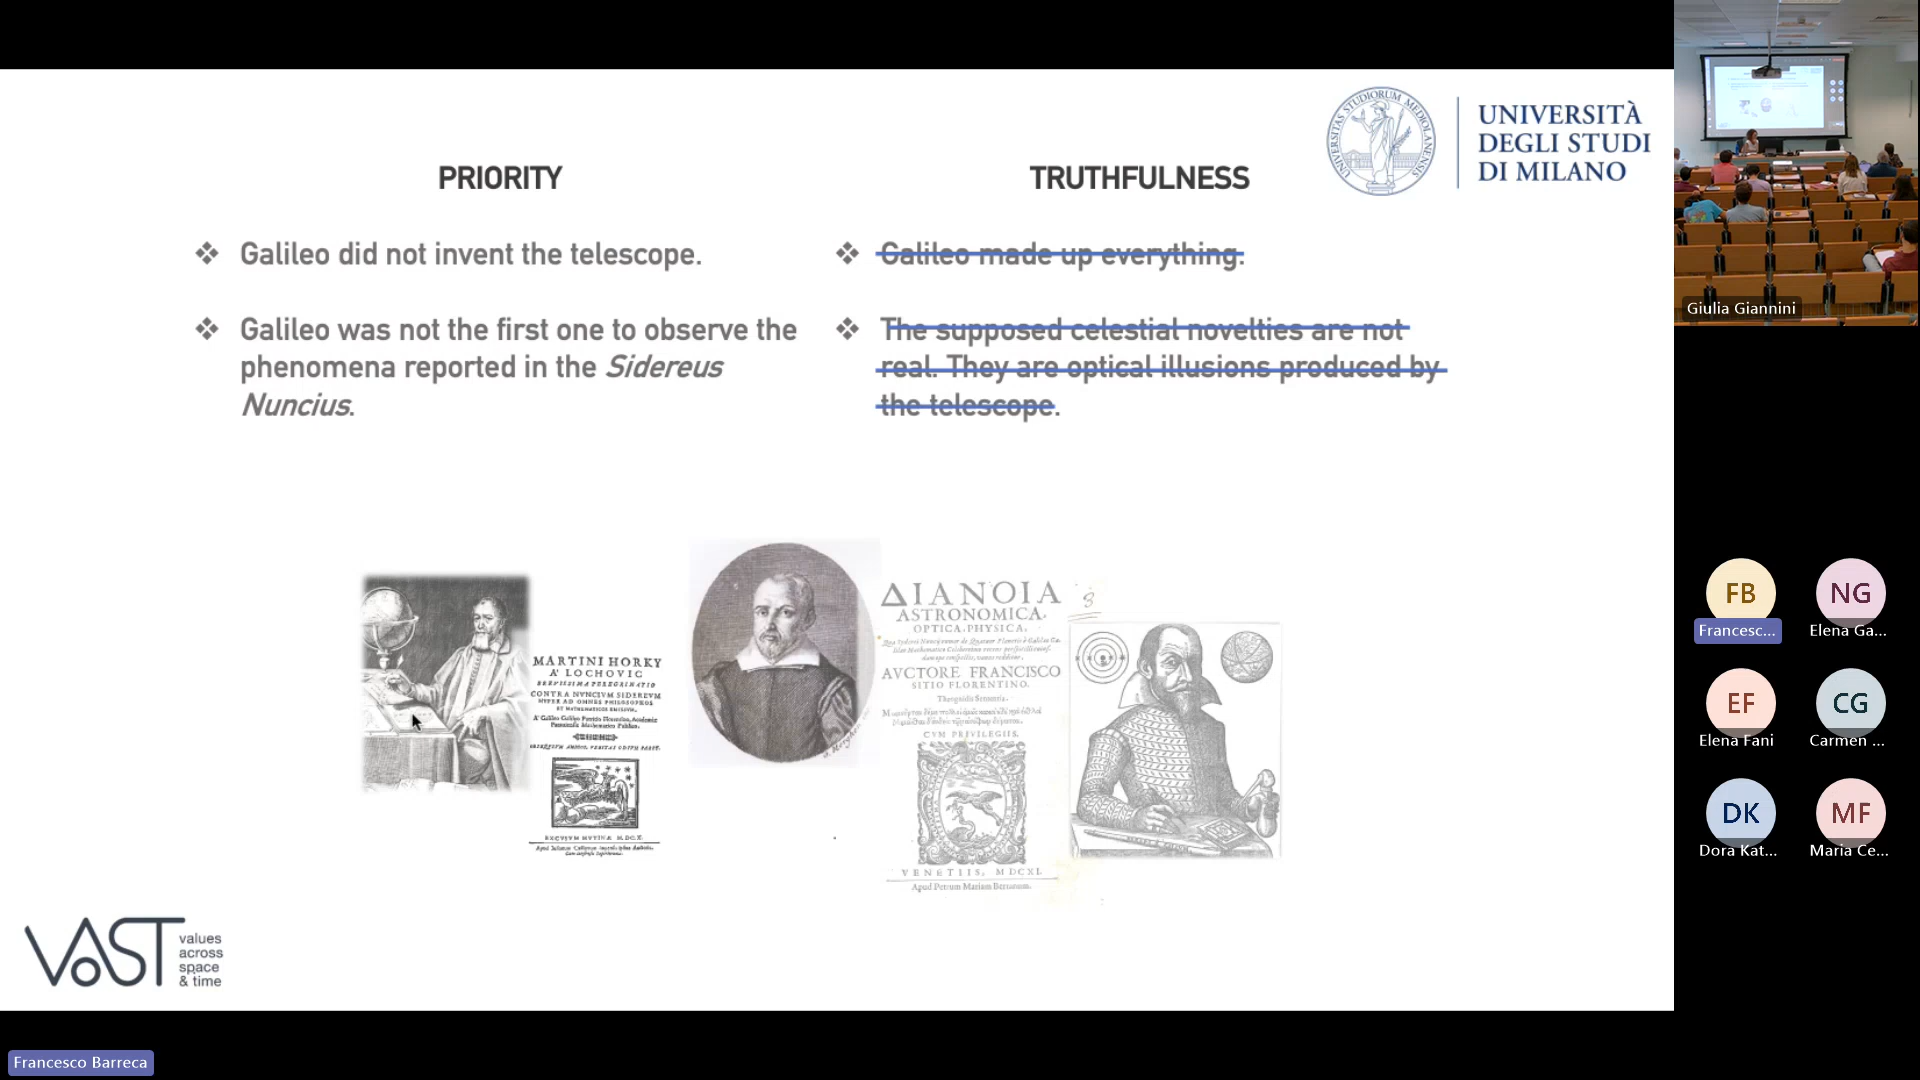 PRIORITY
❖ Galileo did not invent the telescope.
❖ Galileo was not the first one to observe the
phenomena reported in the Sidereus
Nuncius.
TRUTHFULNESS
❖ Galileo made up everything.
❖ The supposed celestial novelties are not
real. They are optical illusions produced by
the telescope.
UNIVERSITÀ
DEGLI STUDI
DI MILANO
MARTINI HORKY
A' LOCHOVIC
BREVISSIMA PEREGRINATIO
CONTRA NVNCIVM SIDEREVM
ΔΙΑΝΟΙΑ
ASTRONOMICA,
OPTICA, PHYSICA,
AVCTORE FRANCISCO
SITIO FLORENTINO.
CVM PRIVILEGIIS.
VENETIIS, MDCXI.
Apud Petrum Mariam Bertanum.
VAST
values
across
space
& time
Francesco Barreca
Giulia Giannini
FB
Francesc...
NG
Elena Ga...
EF
Elena Fani
CG
Carmen ...
DK
Dora Kat...
MF
Maria Ce...